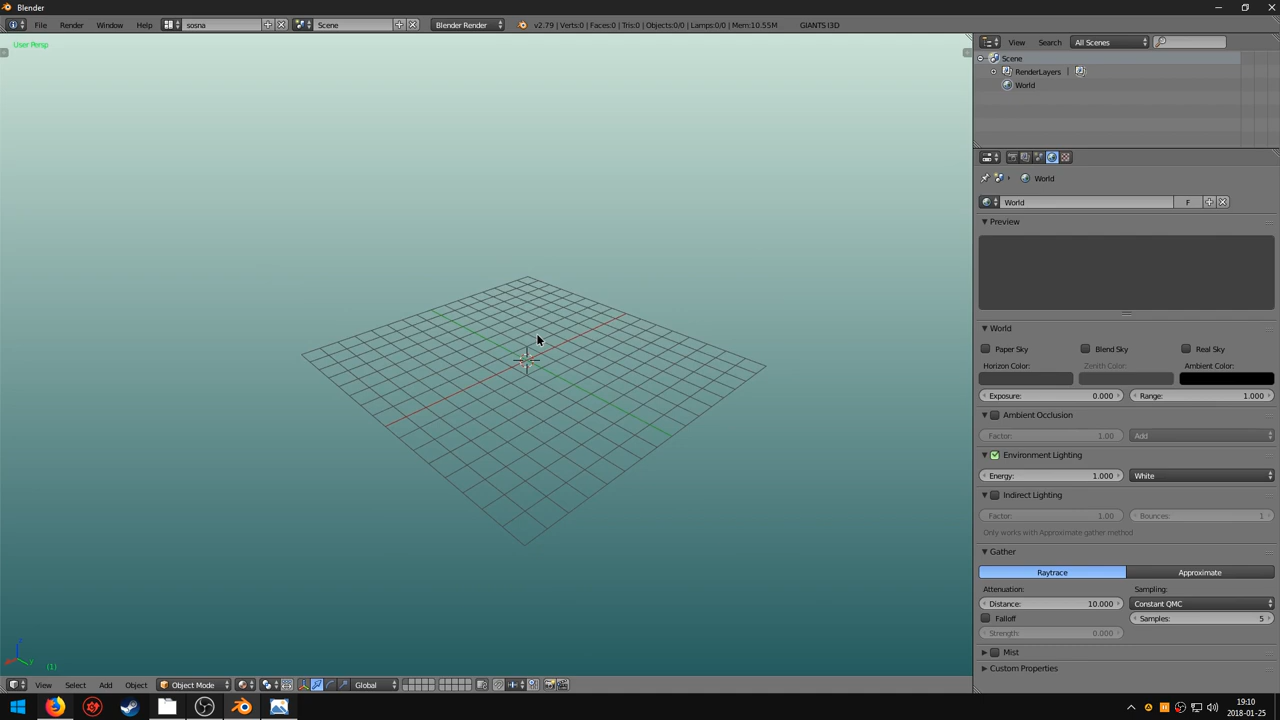 Blender
File Render Window Help sosna Scene Blender Render v2.79 | Verts:0 | Faces:0 | Tris:0 | Objects:0/0 | Lamps:0/0 | Mem:10.55M GIANTS I3D
View Search All Scenes
User Persp
Scene
RenderLayers |
World
World
World F
Preview
World
Paper Sky Blend Sky Real Sky
Horizon Color: Zenith Color: Ambient Color:
Exposure: 0.000 Range: 1.000
Ambient Occlusion
Factor: 1.00 Add
Environment Lighting
Energy: 1.000 White
Indirect Lighting
Factor: 1.00 Bounces: 1
Only works with Approximate gather method
Gather
Raytrace Approximate
Attenuation: Sampling:
Distance: 10.000 Constant QMC
Falloff Samples: 5
Strength: 0.000
Mist
Custom Properties
z
x y
(1)
View Select Add Object Object Mode Global
19:10
2018-01-25